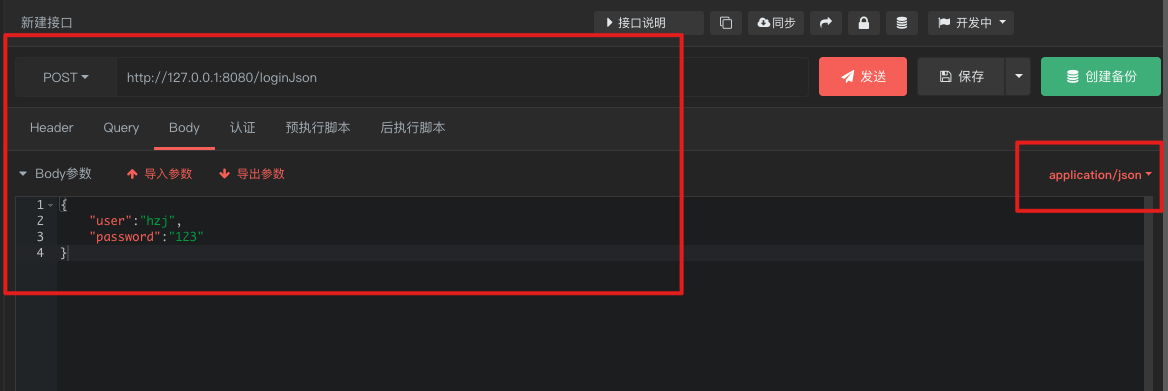 新建接口
接口说明
同步
开发中
POST
http://127.0.0.1:8080/loginJson
发送
保存
创建备份
Header Query Body 认证 预执行脚本 后执行脚本
Body参数 导入参数 导出参数
application/json
1 {
2 "user":"hzj",
3 "password":"123"
4 }